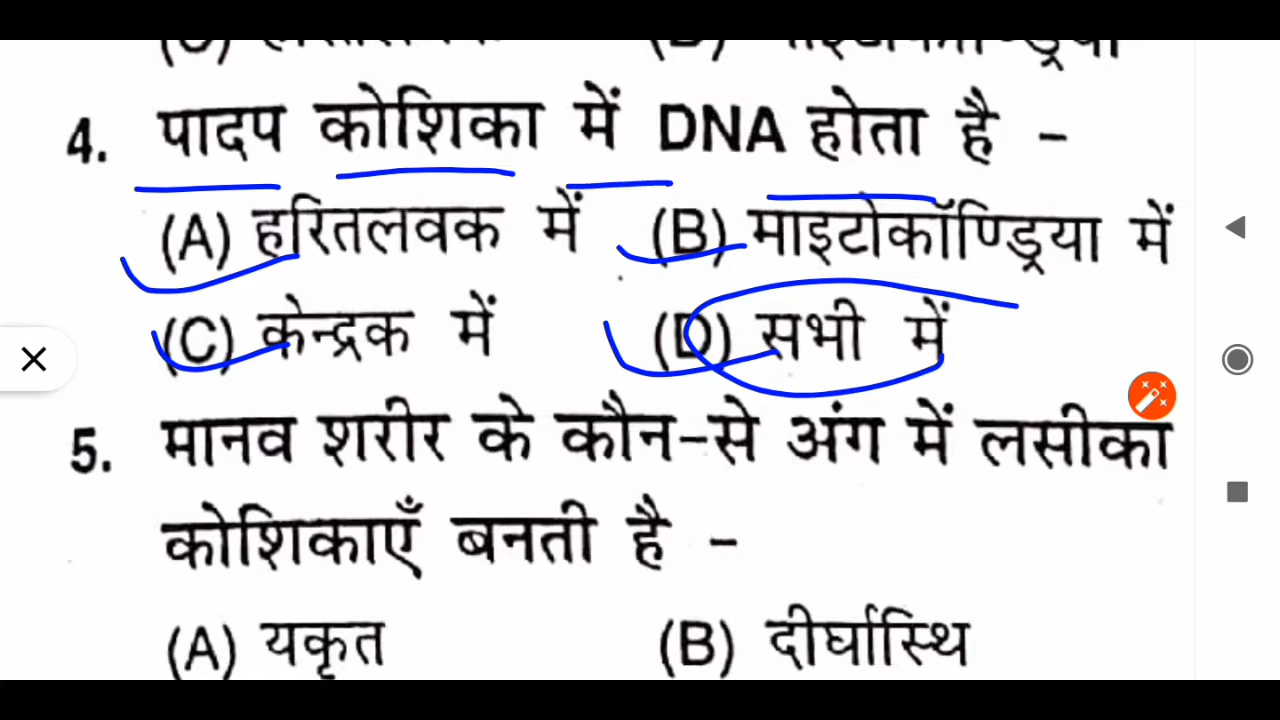 4. पादप कोशिका में DNA होता है -
(A) हरितलवक में (B) माइटोकॉण्ड्रिया में
(C) केन्द्रक में (D) सभी में
5. मानव शरीर के कौन-से अंग में लसीका
कोशिकाएँ बनती है -
(A) यकृत (B) दीर्घास्थि